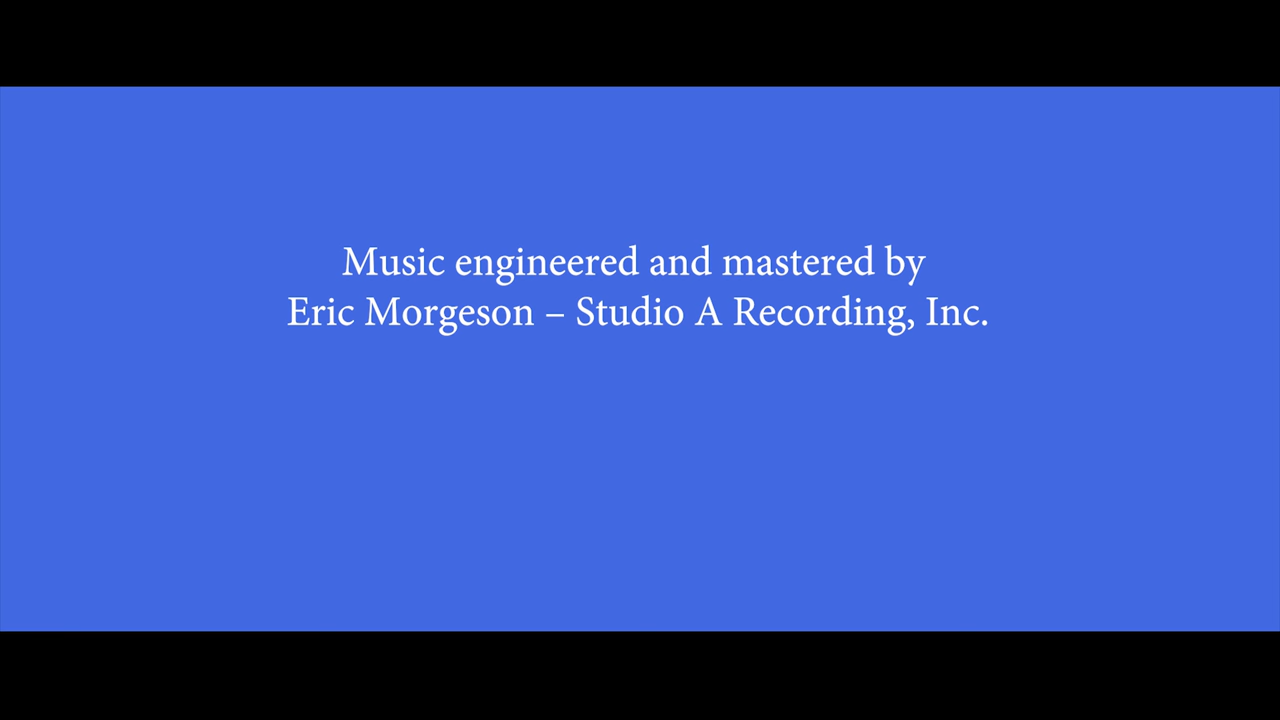 Music engineered and mastered by
Eric Morgeson – Studio A Recording, Inc.